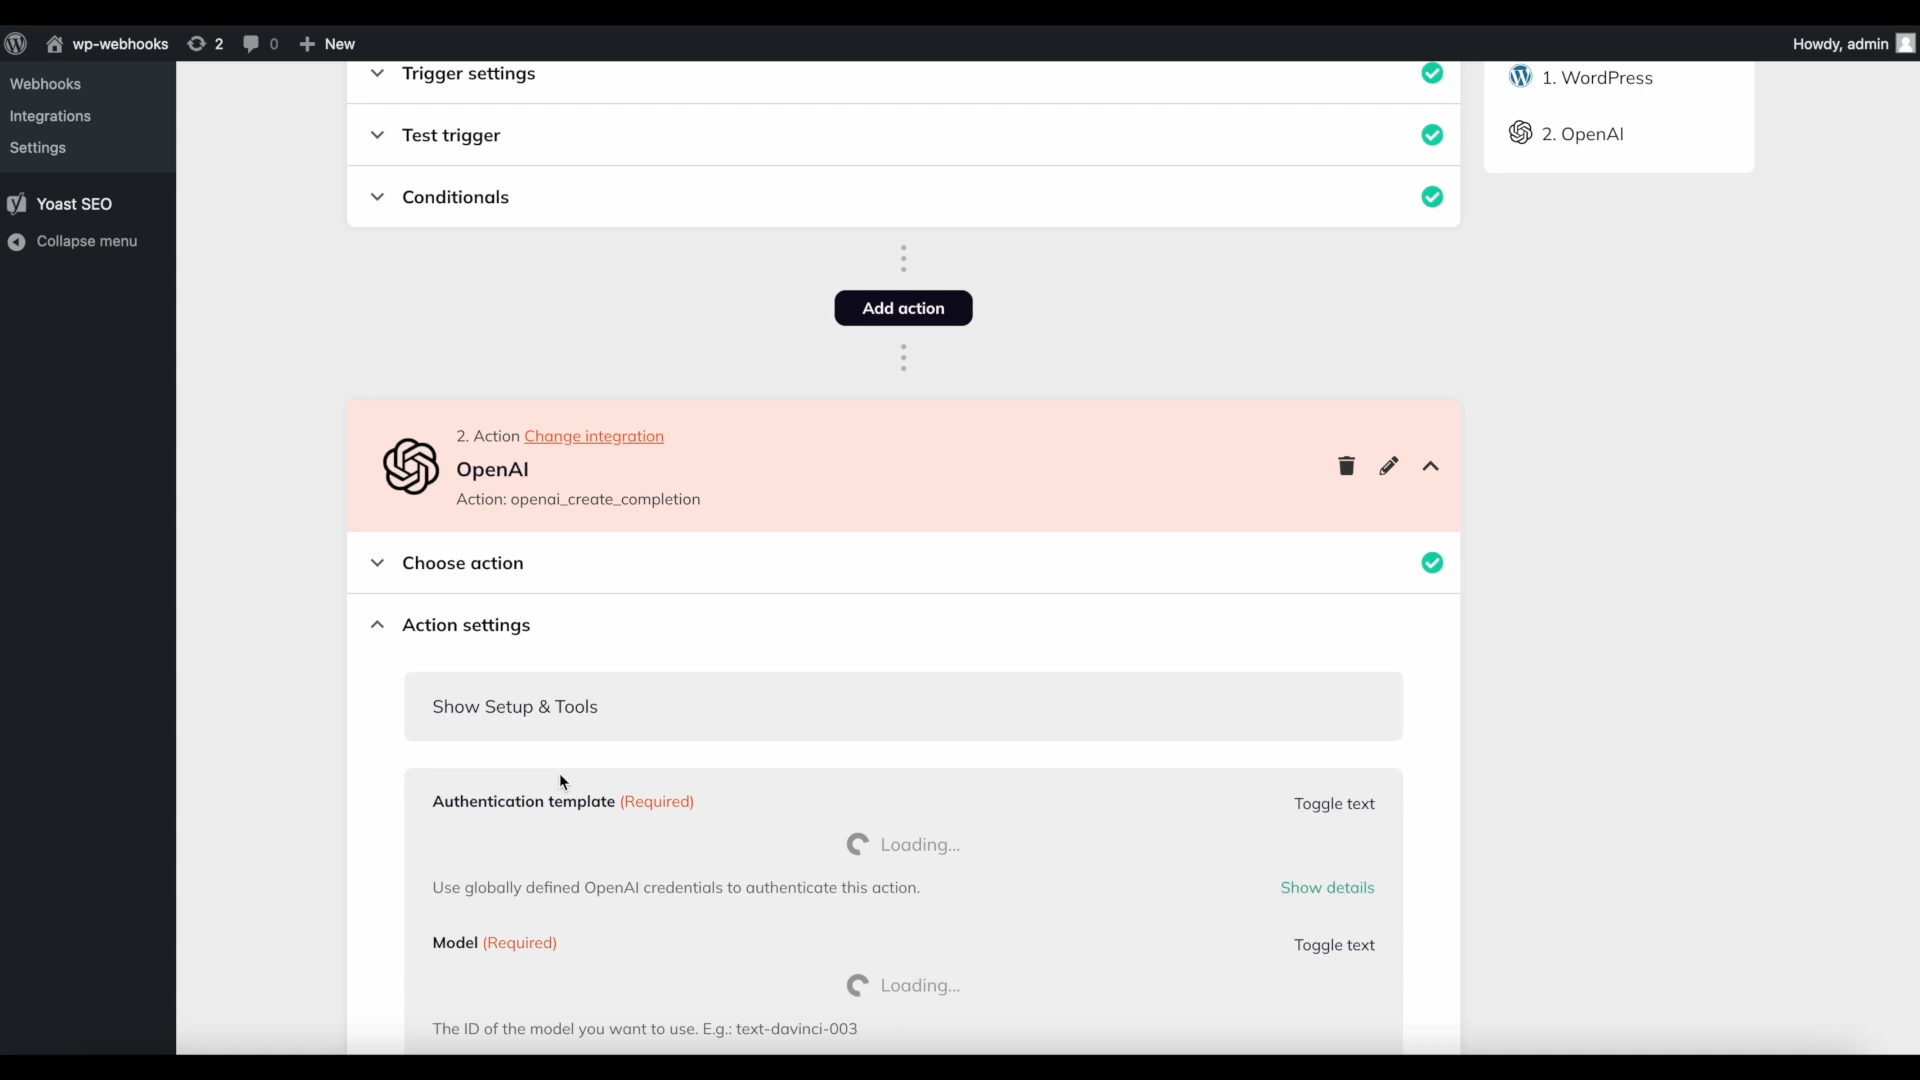 wp-webhooks 2 0 New Howdy, admin
Webhooks
Integrations
Settings
Yoast SEO
Collapse menu
Trigger settings
Test trigger
Conditionals
Add action
2. Action Change integration
OpenAI
Action: openai_create_completion
Choose action
Action settings
Show Setup & Tools
Authentication template (Required) Toggle text
Loading...
Use globally defined OpenAI credentials to authenticate this action. Show details
Model (Required) Toggle text
Loading...
The ID of the model you want to use. E.g.: text-davinci-003
1. WordPress
2. OpenAI